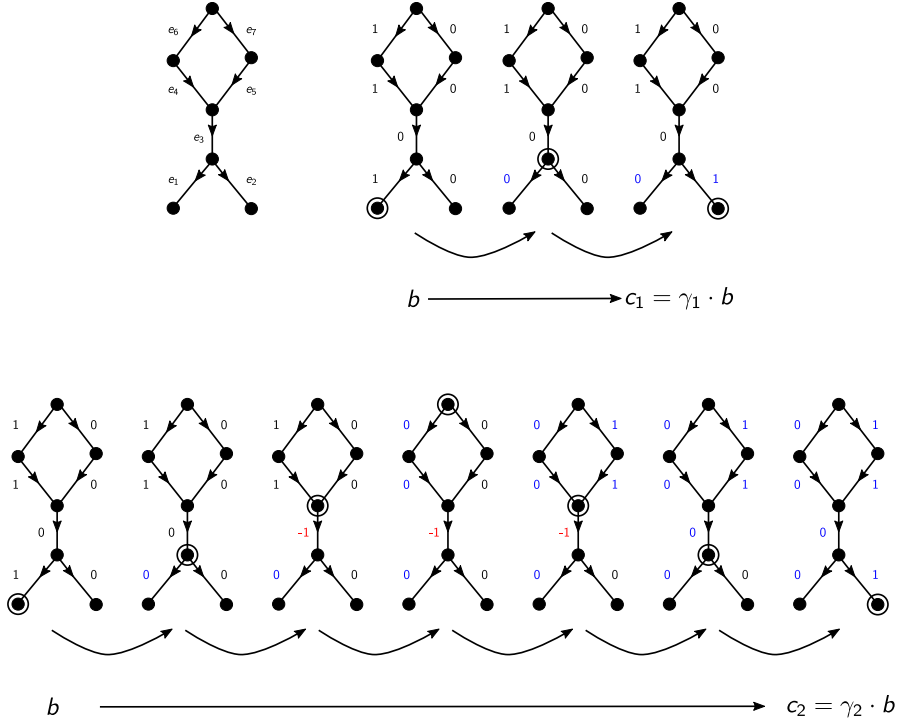 e₆ e₇ 1 0 1 0 1 0
e₄ e₅ 1 0 1 0 1 0
e₃ 0 0 0
e₁ e₂ 1 0 0 0 0 1
b c₁ = γ₁ · b
1 0 1 0 1 0 0 0 0 1 0 1 0 1
1 0 1 0 1 0 0 0 0 1 0 1 0 1
0 0 -1 -1 -1 0 0
1 0 0 0 0 0 0 0 0 0 0 0 0 1
b c₂ = γ₂ · b